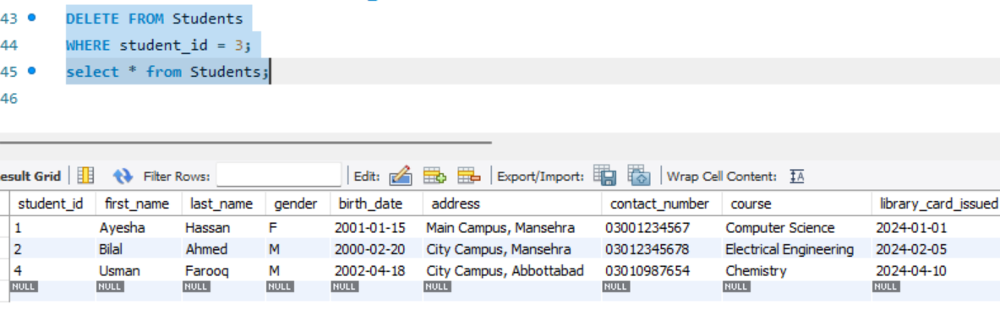 43 DELETE FROM Students
44 WHERE student_id = 3;
45 select * from Students;
46
esult Grid Filter Rows: Edit: Export/Import: Wrap Cell Content: IA
student_id first_name last_name gender birth_date address contact_number course library_card_issued
1 Ayesha Hassan F 2001-01-15 Main Campus, Mansehra 03001234567 Computer Science 2024-01-01
2 Bilal Ahmed M 2000-02-20 City Campus, Mansehra 03012345678 Electrical Engineering 2024-02-05
4 Usman Farooq M 2002-04-18 City Campus, Abbottabad 03010987654 Chemistry 2024-04-10
NULL NULL NULL NULL NULL NULL NULL NULL NULL